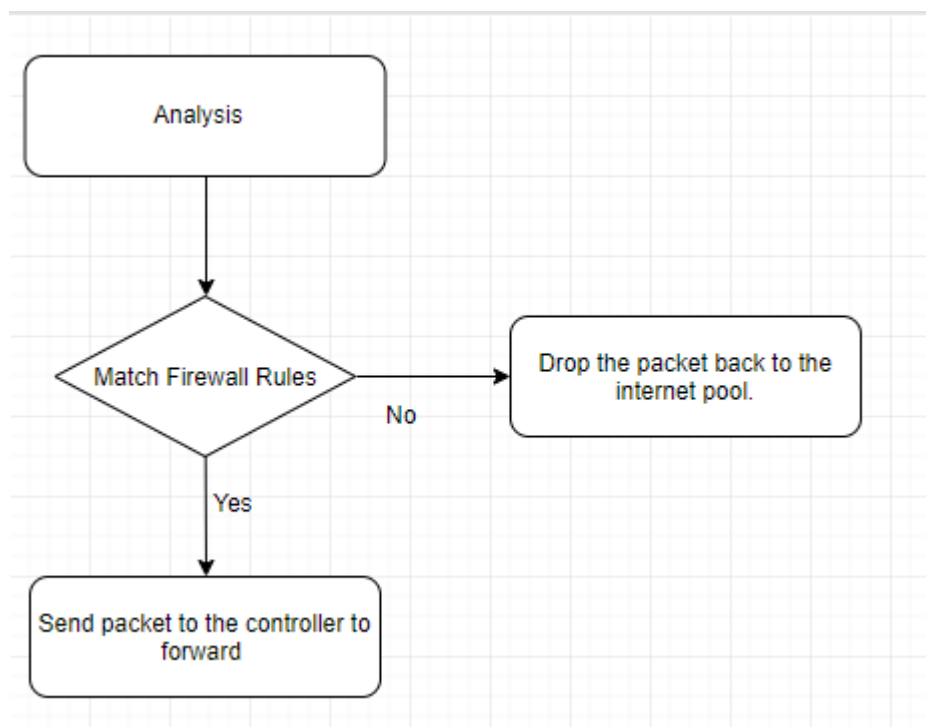 Analysis
Match Firewall Rules
No
Drop the packet back to the
internet pool.
Yes
Send packet to the controller to
forward